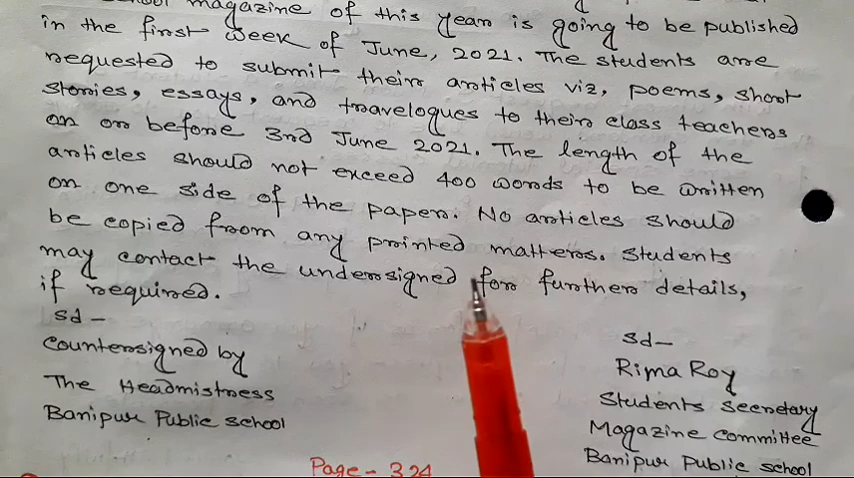 school magazine of this year is going to be published
in the first week of June, 2021. The students are
requested to submit their articles viz, poems, short
stories, essays, and traveloques to their class teachers
on or before 3rd June 2021. The length of the
articles should not exceed 400 words to be written
on one side of the paper. No articles should
be copied from any printed matters. Students
may contact the undersigned for further details,
if required.
sd-
Countersigned by
The Headmistress
Banipur Public School
sd-
Rima Roy
Students Secretary
Magazine Committee
Banipur Public School
Page - 324